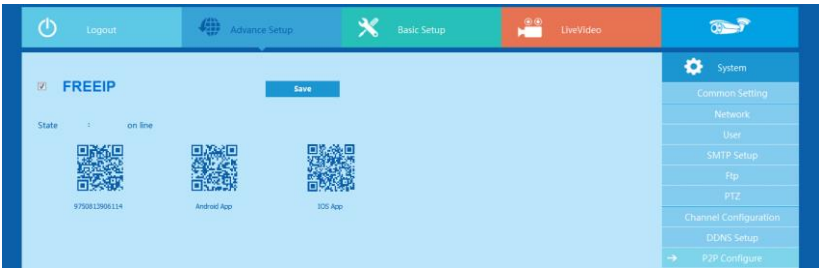 Logout
Advance Setup
Basic Setup
LiveVideo
FREEIP
Save
State : on line
9750813906114
Android App
IOS App
System
Common Setting
Network
User
SMTP Setup
Ftp
PTZ
Channel Configuration
DDNS Setup
P2P Configure